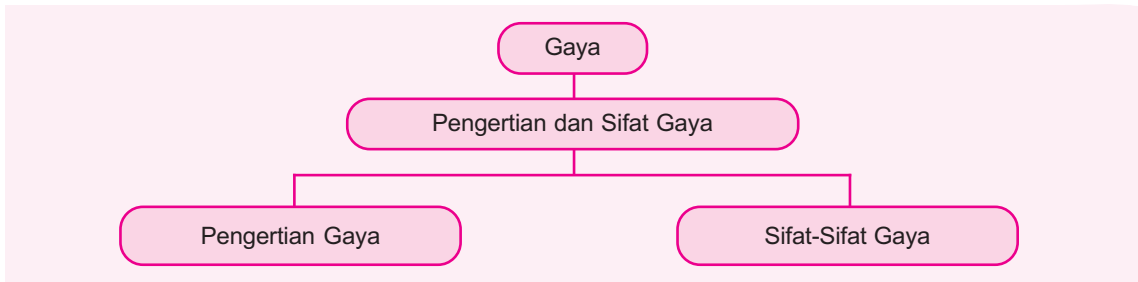 Gaya
Pengertian dan Sifat Gaya
Pengertian Gaya
Sifat-Sifat Gaya